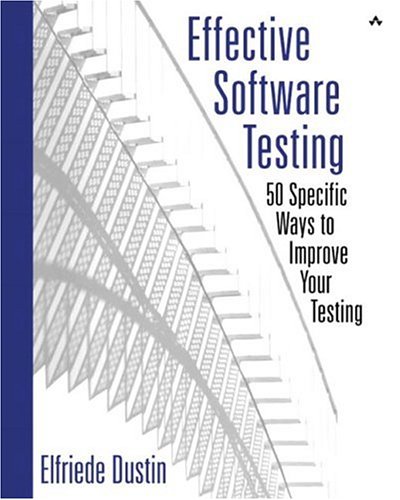 Effective
Software
Testing
50 Specific
Ways to
Improve
Your
Testing
Elfriede Dustin